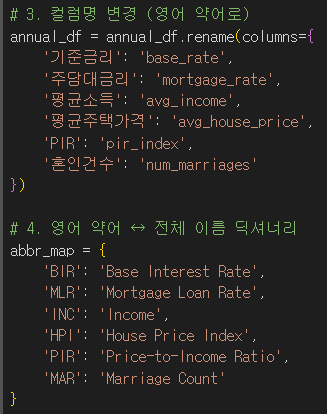 # 3. 컬럼명 변경 (영어 약어로)
annual_df = annual_df.rename(columns={
    '기준금리': 'base_rate',
    '주담대금리': 'mortgage_rate',
    '평균소득': 'avg_income',
    '평균주택가격': 'avg_house_price',
    'PIR': 'pir_index',
    '혼인건수': 'num_marriages'
})

# 4. 영어 약어 ↔ 전체 이름 딕셔너리
abbr_map = {
    'BIR': 'Base Interest Rate',
    'MLR': 'Mortgage Loan Rate',
    'INC': 'Income',
    'HPI': 'House Price Index',
    'PIR': 'Price-to-Income Ratio',
    'MAR': 'Marriage Count'
}